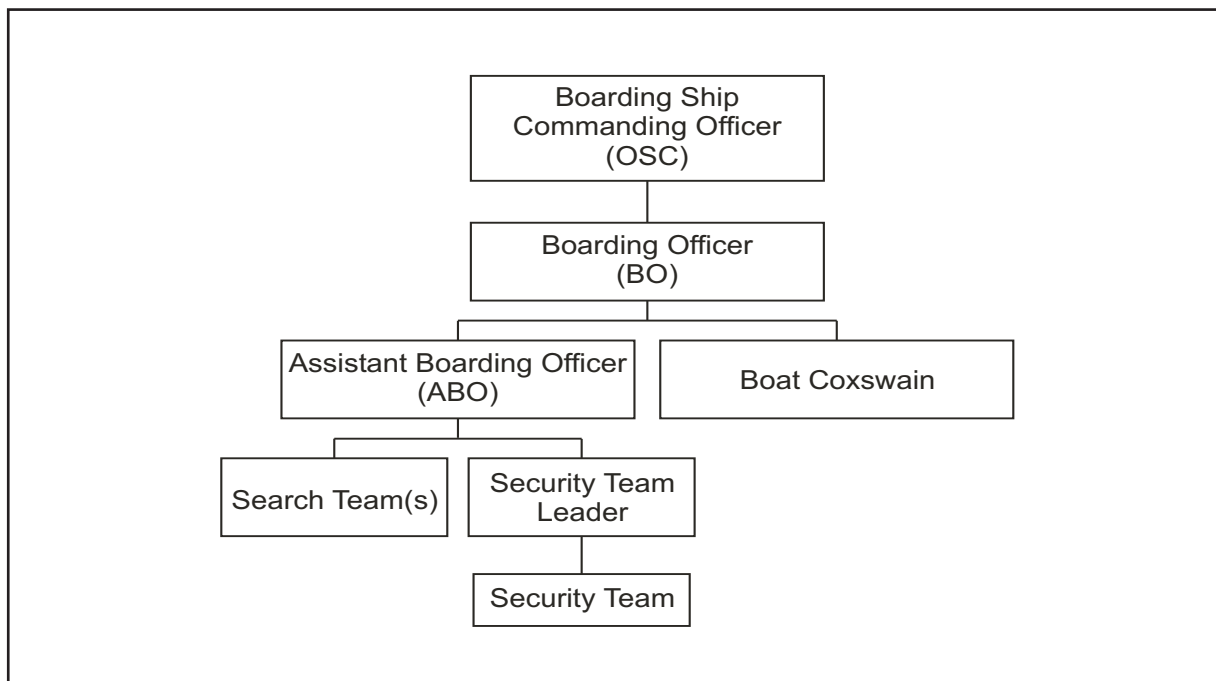 Boarding Ship
Commanding Officer
(OSC)
Boarding Officer
(BO)
Assistant Boarding Officer
(ABO)
Boat Coxswain
Search Team(s)
Security Team
Leader
Security Team